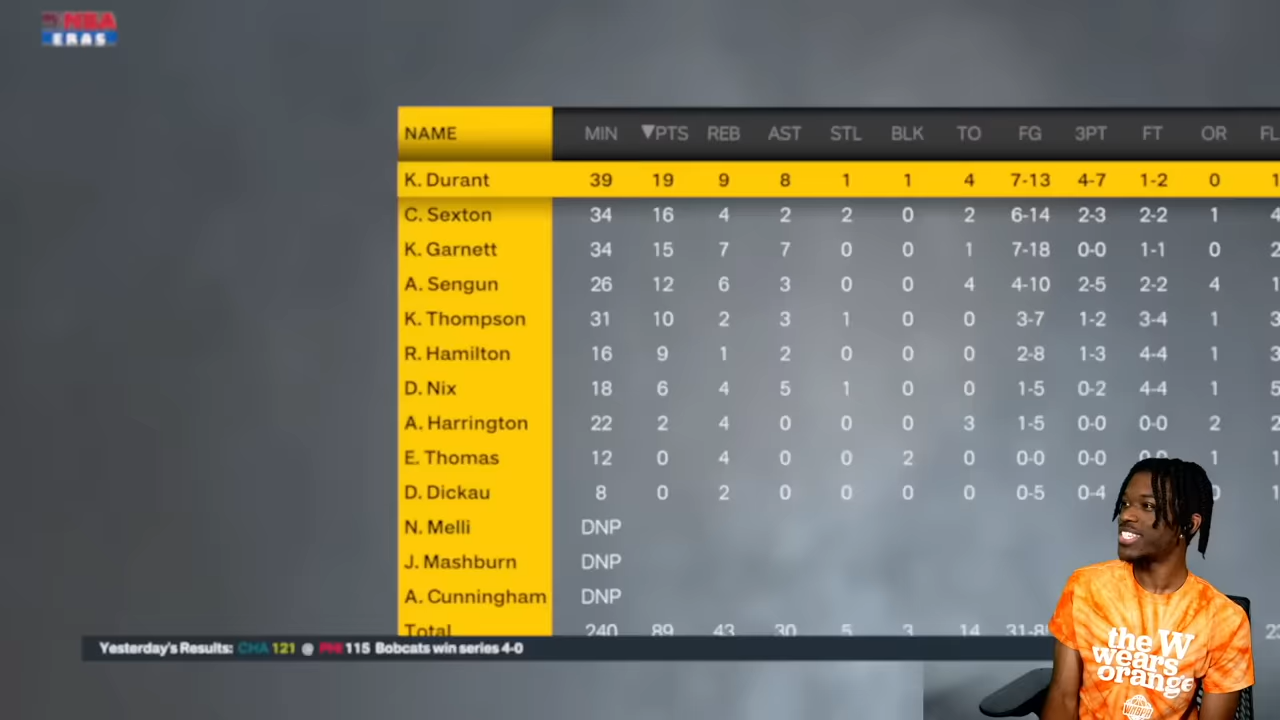 NBA
ERAS
NAME MIN ▼PTS REB AST STL BLK TO FG 3PT FT OR
K. Durant 39 19 9 8 1 1 4 7-13 4-7 1-2 0 1
C. Sexton 34 16 4 2 2 0 2 6-14 2-3 2-2 1 4
K. Garnett 34 15 7 7 0 0 1 7-18 0-0 1-1 0 2
A. Sengun 26 12 6 3 0 0 4 4-10 2-5 2-2 4 1
K. Thompson 31 10 2 3 1 0 0 3-7 1-2 3-4 1 3
R. Hamilton 16 9 1 2 0 0 0 2-8 1-3 4-4 1 3
D. Nix 18 6 4 5 1 0 0 1-5 0-2 4-4 1 5
A. Harrington 22 2 4 0 0 0 3 1-5 0-0 0-0 2 2
E. Thomas 12 0 4 0 0 2 0 0-0 0-0 0-0 1 1
D. Dickau 8 0 2 0 0 0 0 0-5 0-4 1
N. Melli DNP
J. Mashburn DNP
A. Cunningham DNP
Total 240 89 43 30 5 3 14
Yesterday's Results: CHA 121 @ PHI 115 Bobcats win series 4-0
the W
wears
orange
WNBA